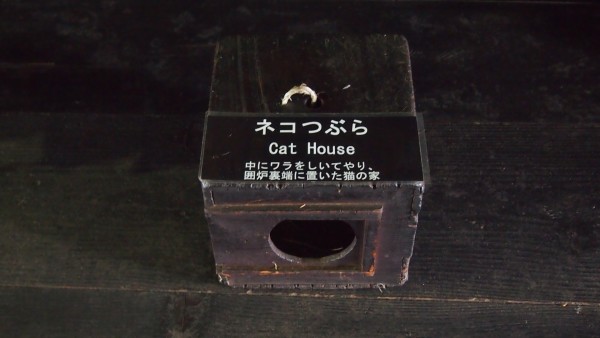 ネコつぶら
Cat House
中にワラをしいてやり、
囲炉裏端に置いた猫の家